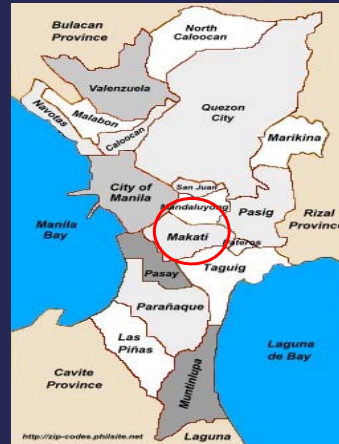 Bulacan
Province
North
Caloocan
Valenzuela
Quezon
City
Navotas
Malabon
Caloocan
Marikina
City of
Manila
San Juan
Mandaluyong
Pasig
Rizal
Province
Manila
Bay
Makati
Pateros
Pasay
Taguig
Parañaque
Las
Piñas
Laguna
de Bay
Cavite
Province
Muntinlupa
Laguna
http://zip-codes.philsite.net